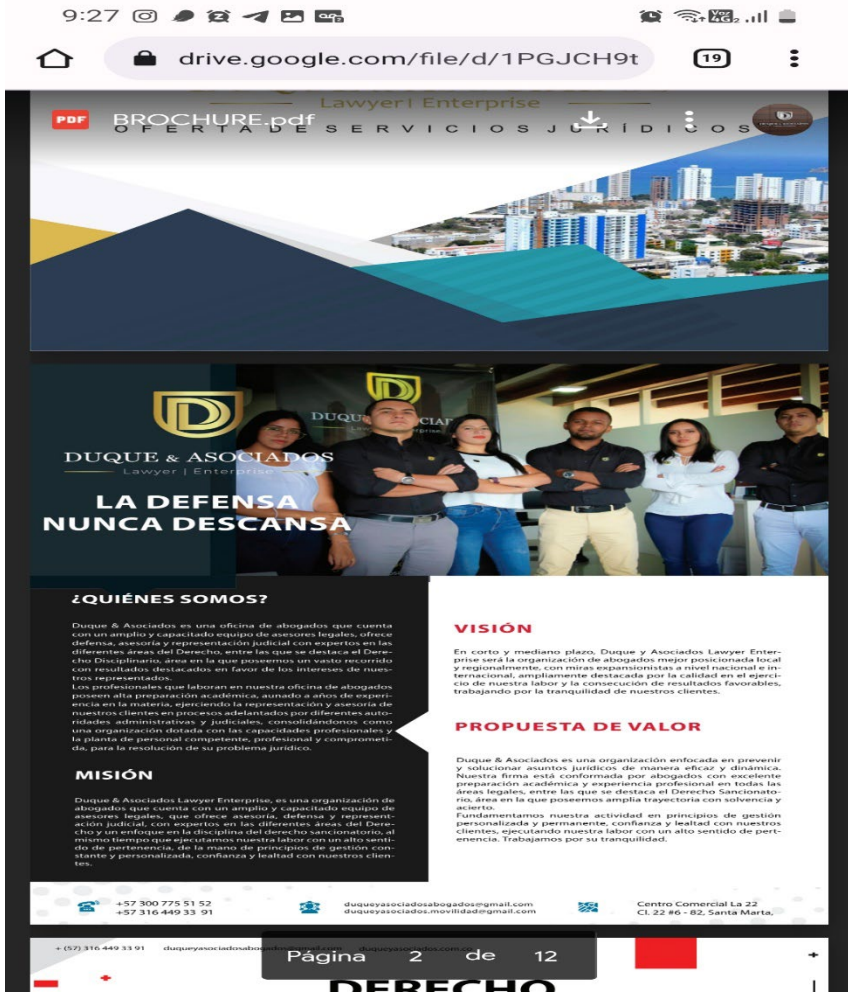 9:27
Voz
4G2
drive.google.com/file/d/1PGJCH9t
19
Lawyer | Enterprise
PDF
BROCHURE.pdf
OFERTA DE SERVICIOS JURÍDICOS
DUQUE & ASOCIADOS
Lawyer | Enterprise
LA DEFENSA
NUNCA DESCANSA
¿QUIÉNES SOMOS?
Duque & Asociados es una oficina de abogados que cuenta
con un amplio y capacitado equipo de asesores legales, ofrece
defensa, asesoría y representación judicial con expertos en las
diferentes áreas del Derecho, entre las que se destaca el Dere-
cho Disciplinario, área en la que poseemos un vasto recorrido
con resultados destacados en favor de los intereses de nues-
tros representados.
Los profesionales que laboran en nuestra oficina de abogados
poseen alta preparación académica, aunado a años de experi-
encia en la materia, ejerciendo la representación y asesoría de
nuestros clientes en procesos adelantados por diferentes auto-
ridades administrativas y judiciales, consolidándonos como
una organización dotada con las capacidades profesionales y
la planta de personal competente, profesional y comprometi-
da, para la resolución de su problema jurídico.
MISIÓN
Duque & Asociados Lawyer Enterprise, es una organización de
abogados que cuenta con un amplio y capacitado equipo de
asesores legales, que ofrece asesoría, defensa y represent-
ación judicial, con expertos en las diferentes áreas del Dere-
cho y un enfoque en la disciplina del derecho sancionatorio, al
mismo tiempo que ejecutamos nuestra labor con un alto senti-
do de pertenencia, de la mano de principios de gestión con-
stante y personalizada, confianza y lealtad con nuestros clien-
tes.
VISIÓN
En corto y mediano plazo, Duque y Asociados Lawyer Enter-
prise será la organización de abogados mejor posicionada local
y regionalmente, con miras expansionistas a nivel nacional e in-
ternacional, ampliamente destacada por la calidad en el ejerci-
cio de nuestra labor y la consecución de resultados favorables,
trabajando por la tranquilidad de nuestros clientes.
PROPUESTA DE VALOR
Duque & Asociados es una organización enfocada en prevenir
y solucionar asuntos jurídicos de manera eficaz y dinámica.
Nuestra firma está conformada por abogados con excelente
preparación académica y experiencia profesional en todas las
áreas legales, entre las que se destaca el Derecho Sancionato-
rio, área en la que poseemos amplia trayectoria con solvencia y
acierto.
Fundamentamos nuestra actividad en principios de gestión
personalizada y permanente, confianza y lealtad con nuestros
clientes, ejecutando nuestra labor con un alto sentido de pert-
enencia. Trabajamos por su tranquilidad.
+57 300 775 51 52
+57 316 449 33 91
duqueyasociadosabogados@gmail.com
duqueyasociados.movilidad@gmail.com
Centro Comercial La 22
Cl. 22 #6 - 82, Santa Marta,
+ (57) 316 449 33 91
Página 2 de 12
DERECHO